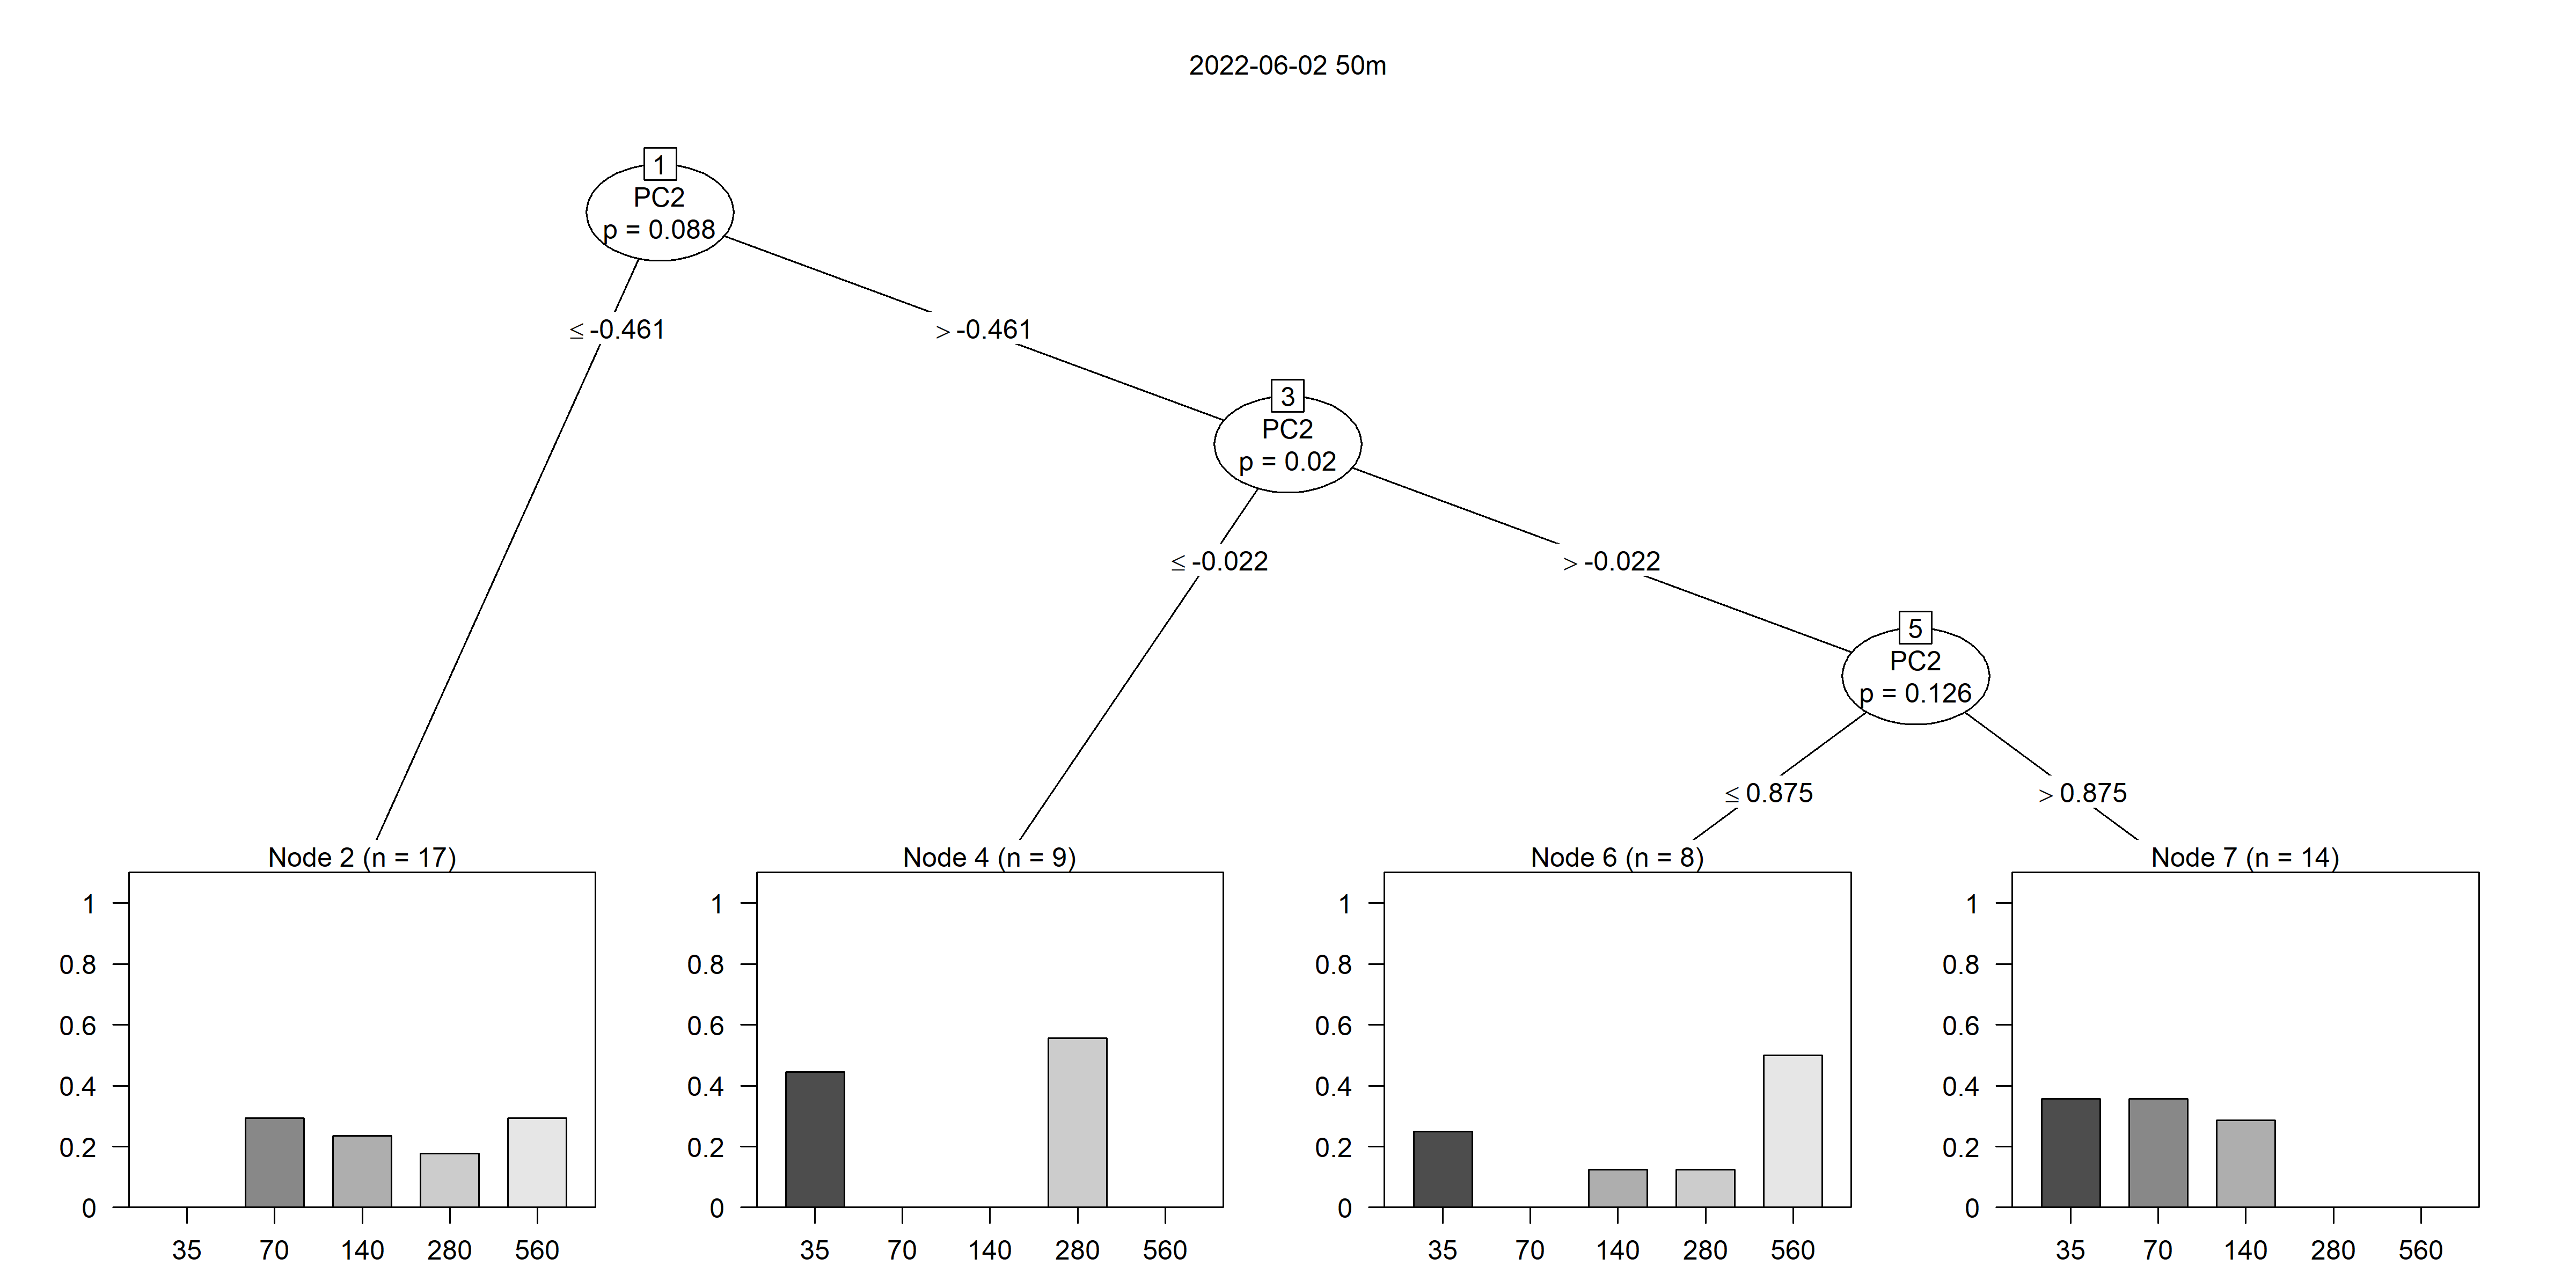 2022-06-02 50m
1
PC2
p = 0.088
≤ -0.461
> -0.461
3
PC2
p = 0.02
≤ -0.022
> -0.022
5
PC2
p = 0.126
≤ 0.875
> 0.875
Node 2 (n = 17)
1
0.8
0.6
0.4
0.2
0
35 70 140 280 560
Node 4 (n = 9)
1
0.8
0.6
0.4
0.2
0
35 70 140 280 560
Node 6 (n = 8)
1
0.8
0.6
0.4
0.2
0
35 70 140 280 560
Node 7 (n = 14)
1
0.8
0.6
0.4
0.2
0
35 70 140 280 560